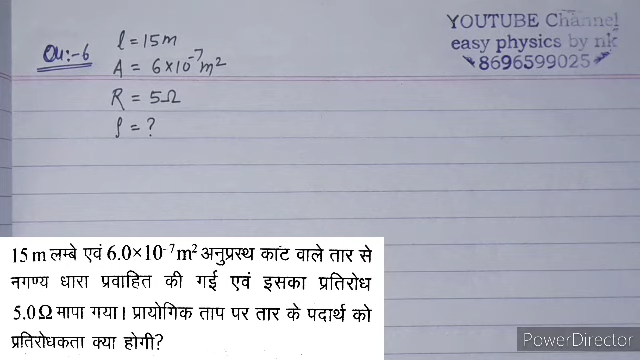 YOUTUBE Channel
easy physics by nk
8696599025
Qu:-6
l = 15m
A = 6×10⁻⁷m²
R = 5Ω
ρ = ?
15 m लम्बे एवं 6.0×10⁻⁷m² अनुप्रस्थ काट वाले तार से
नगण्य धारा प्रवाहित की गई एवं इसका प्रतिरोध
5.0 Ω मापा गया। प्रायोगिक ताप पर तार के पदार्थ को
प्रतिरोधकता क्या होगी?
PowerDirector